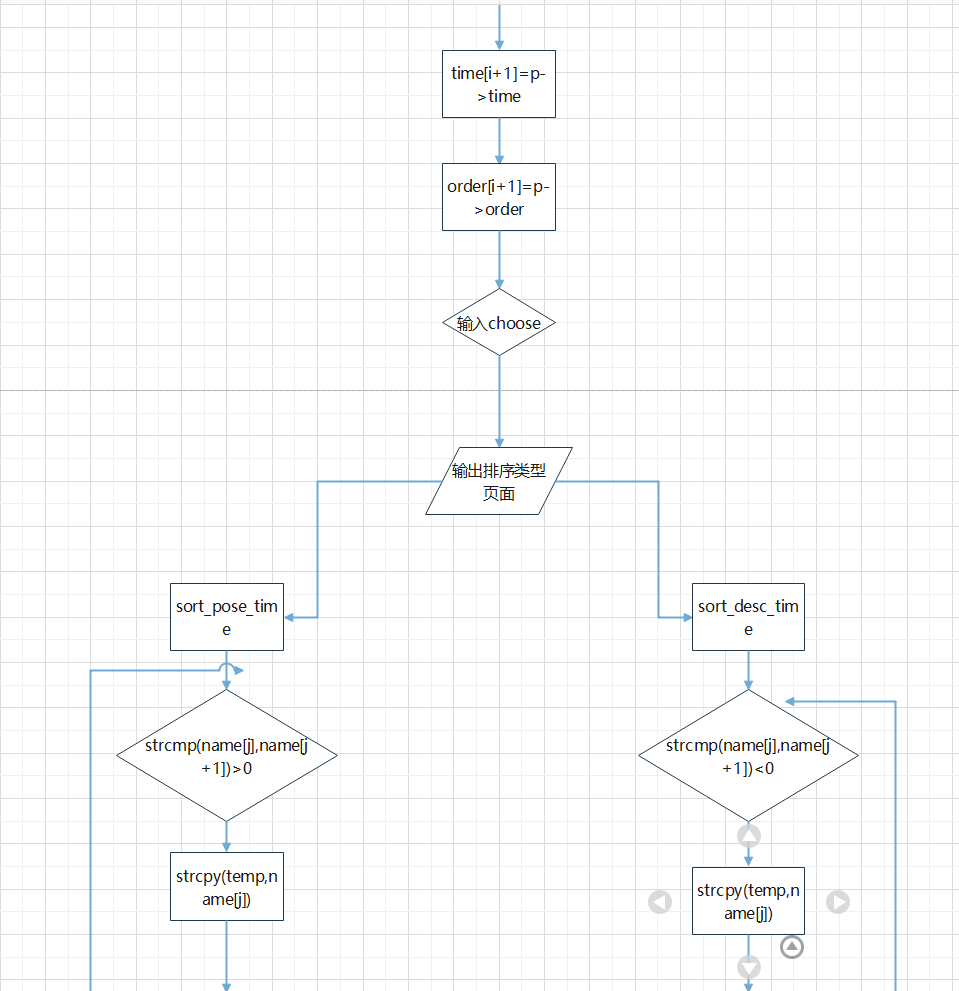 time[i+1]=p-
>time
order[i+1]=p-
>order
输入choose
输出排序类型
页面
sort_pose_tim
e
sort_desc_tim
e
strcmp(name[j],name[j
+1])>0
strcmp(name[j],name[j
+1])<0
strcpy(temp,n
ame[j])
strcpy(temp,n
ame[j])